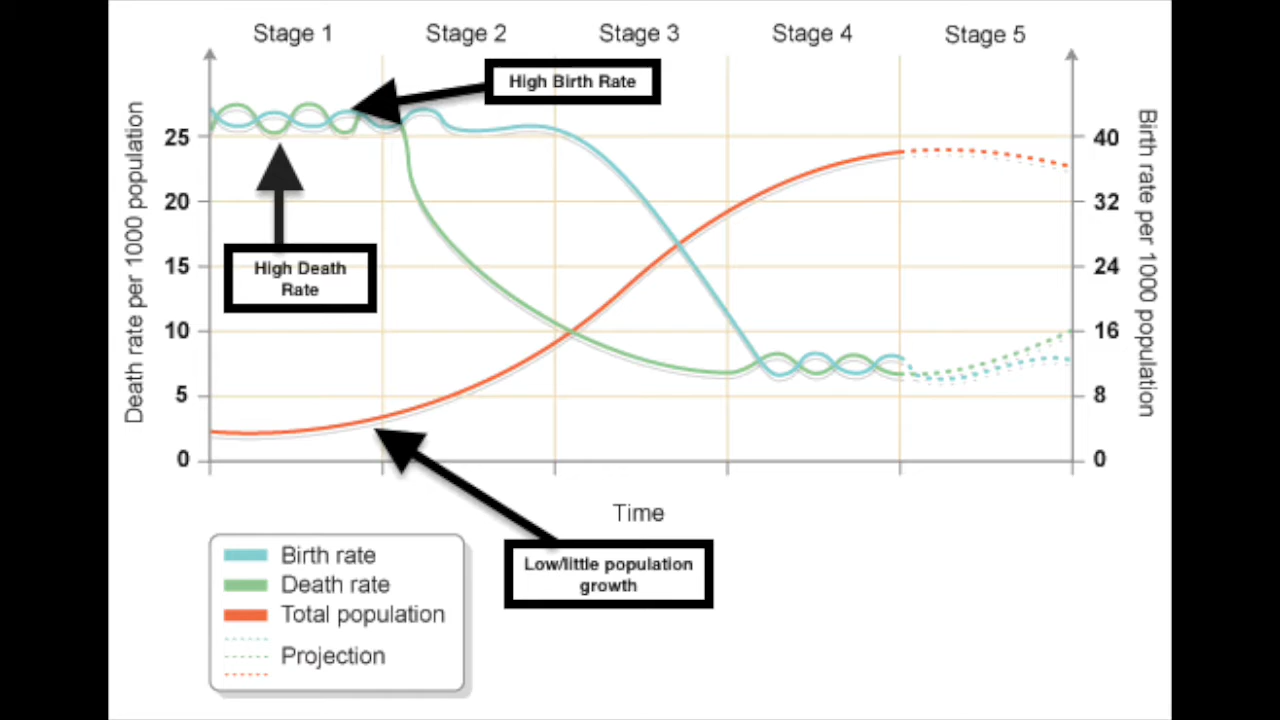 Stage 1
Stage 2
Stage 3
Stage 4
Stage 5
High Birth Rate
Death rate per 1000 population
25
20
15
10
5
0
High Death
Rate
40
32
24
16
8
0
Birth rate per 1000 population
Time
Low/little population
growth
Birth rate
Death rate
Total population
Projection